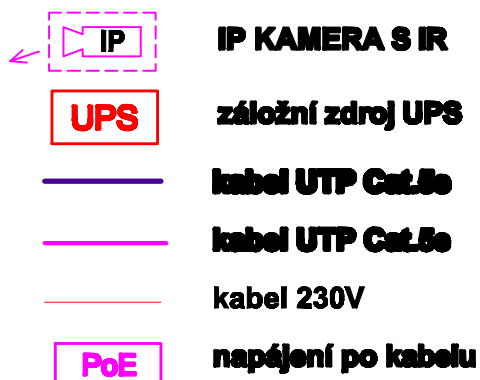 IP IP KAMERA S IR
UPS záložní zdroj UPS
kabel UTP Cat.5e
kabel UTP Cat.5e
kabel 230V
PoE napájení po kabelu